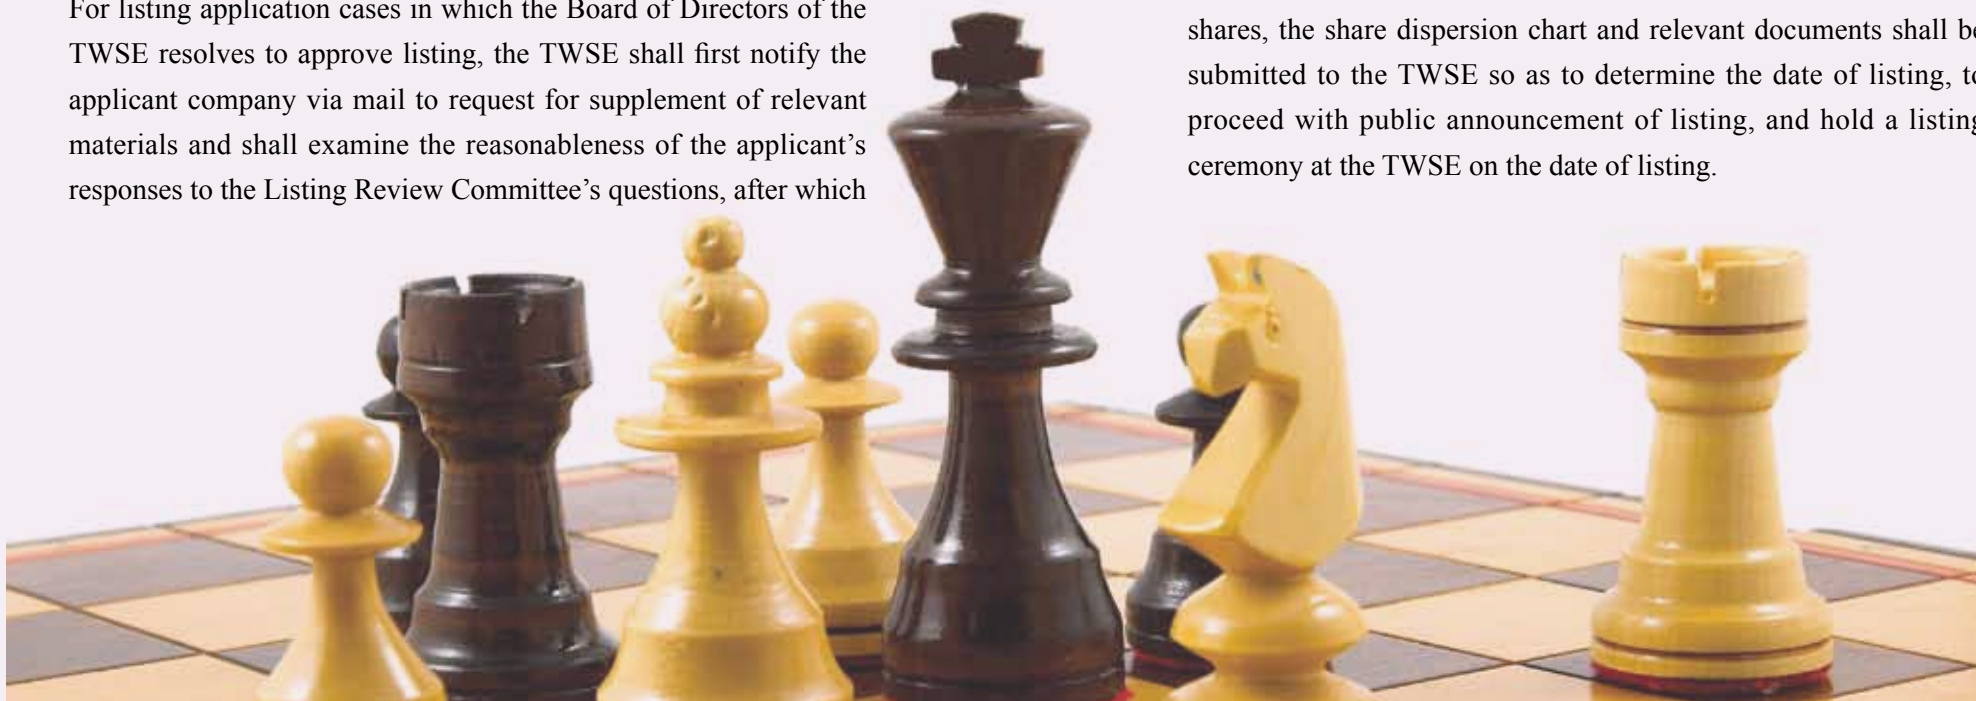 For listing application cases in which the Board of Directors of the
TWSE resolves to approve listing, the TWSE shall first notify the
applicant company via mail to request for supplement of relevant
materials and shall examine the reasonableness of the applicant’s
responses to the Listing Review Committee’s questions, after which
shares, the share dispersion chart and relevant documents shall be
submitted to the TWSE so as to determine the date of listing, to
proceed with public announcement of listing, and hold a listing
ceremony at the TWSE on the date of listing.